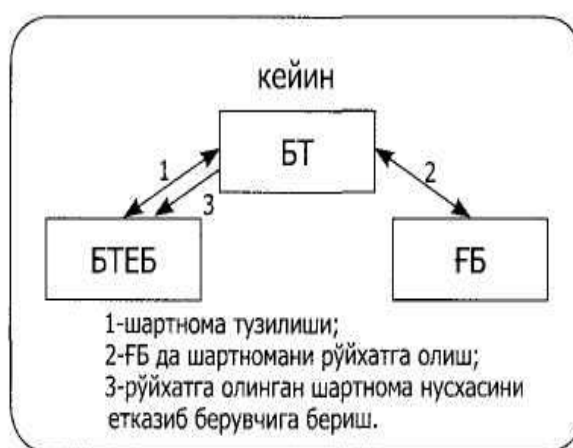 кейин
БТ
1
2
3
БТЕБ
ҒБ
1-шартнома тузилиши;
2-ҒБ да шартномани рўйхатга олиш;
3-рўйхатга олинган шартнома нусхасини
етказиб берувчига бериш.